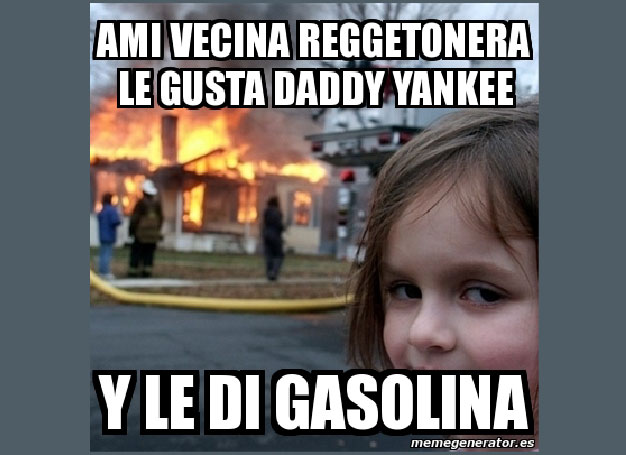 AMI VECINA REGGETONERA
LE GUSTA DADDY YANKEE
Y LE DI GASOLINA
memegenerator.es